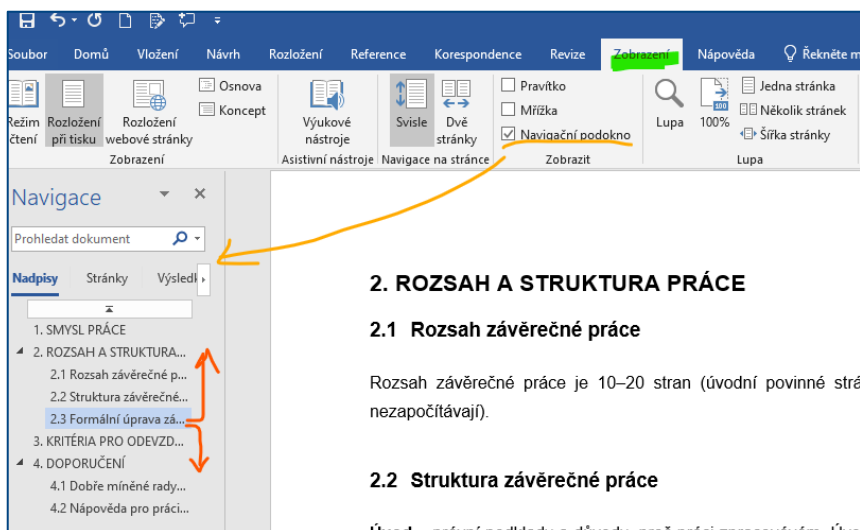 Soubor Domů Vložení Návrh Rozložení Reference Korespondence Revize Zobrazení Nápověda Řekněte m
Režim čtení
Rozložení při tisku
Rozložení webové stránky
Osnova
Koncept
Zobrazení
Výukové nástroje
Asistivní nástroje
Svisle
Dvě stránky
Navigace na stránce
Pravítko
Mřížka
Navigační podokno
Zobrazit
Lupa
100%
100
Jedna stránka
Několik stránek
Šířka stránky
Lupa
Navigace
Prohledat dokument
Nadpisy Stránky Výsledk
1. SMYSL PRÁCE
2. ROZSAH A STRUKTURA...
2.1 Rozsah závěrečné p...
2.2 Struktura závěrečné...
2.3 Formální úprava zá...
3. KRITÉRIA PRO ODEVZD...
4. DOPORUČENÍ
4.1 Dobře míněné rady...
4.2 Nápověda pro práci...
2. ROZSAH A STRUKTURA PRÁCE
2.1 Rozsah závěrečné práce
Rozsah závěrečné práce je 10–20 stran (úvodní povinné strá
nezapočítávají).
2.2 Struktura závěrečné práce